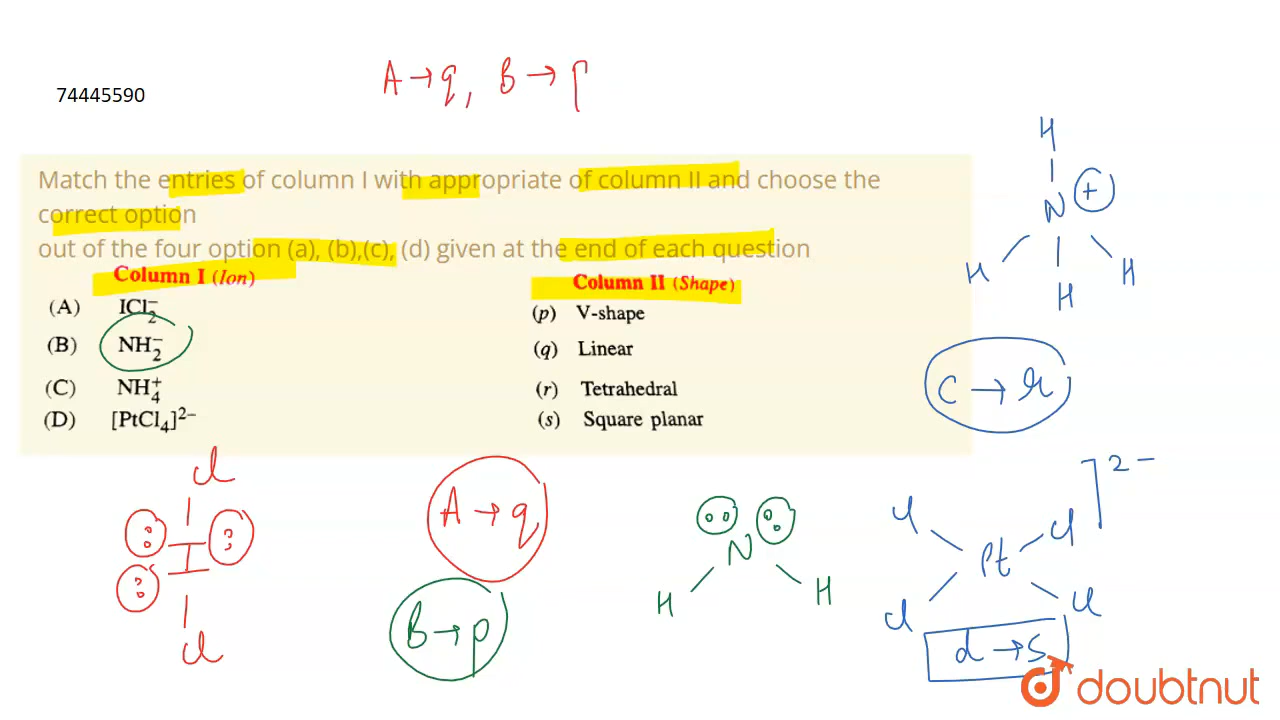 A → q, B → p
74445590
Match the entries of column I with appropriate of column II and choose the
correct option
out of the four option (a), (b),(c), (d) given at the end of each question
Column I (Ion)
Column II (Shape)
(A) ICl₂⁻
(p) V-shape
(B) NH₂⁻
(q) Linear
(C) NH₄⁺
(r) Tetrahedral
(D) [PtCl₄]²⁻
(s) Square planar
H
N +
H H H
C → r
Cl
I
Cl
A → q
B → p
N
H H
] 2-
Cl Cl
Pt
Cl Cl
d → s
doubtnut